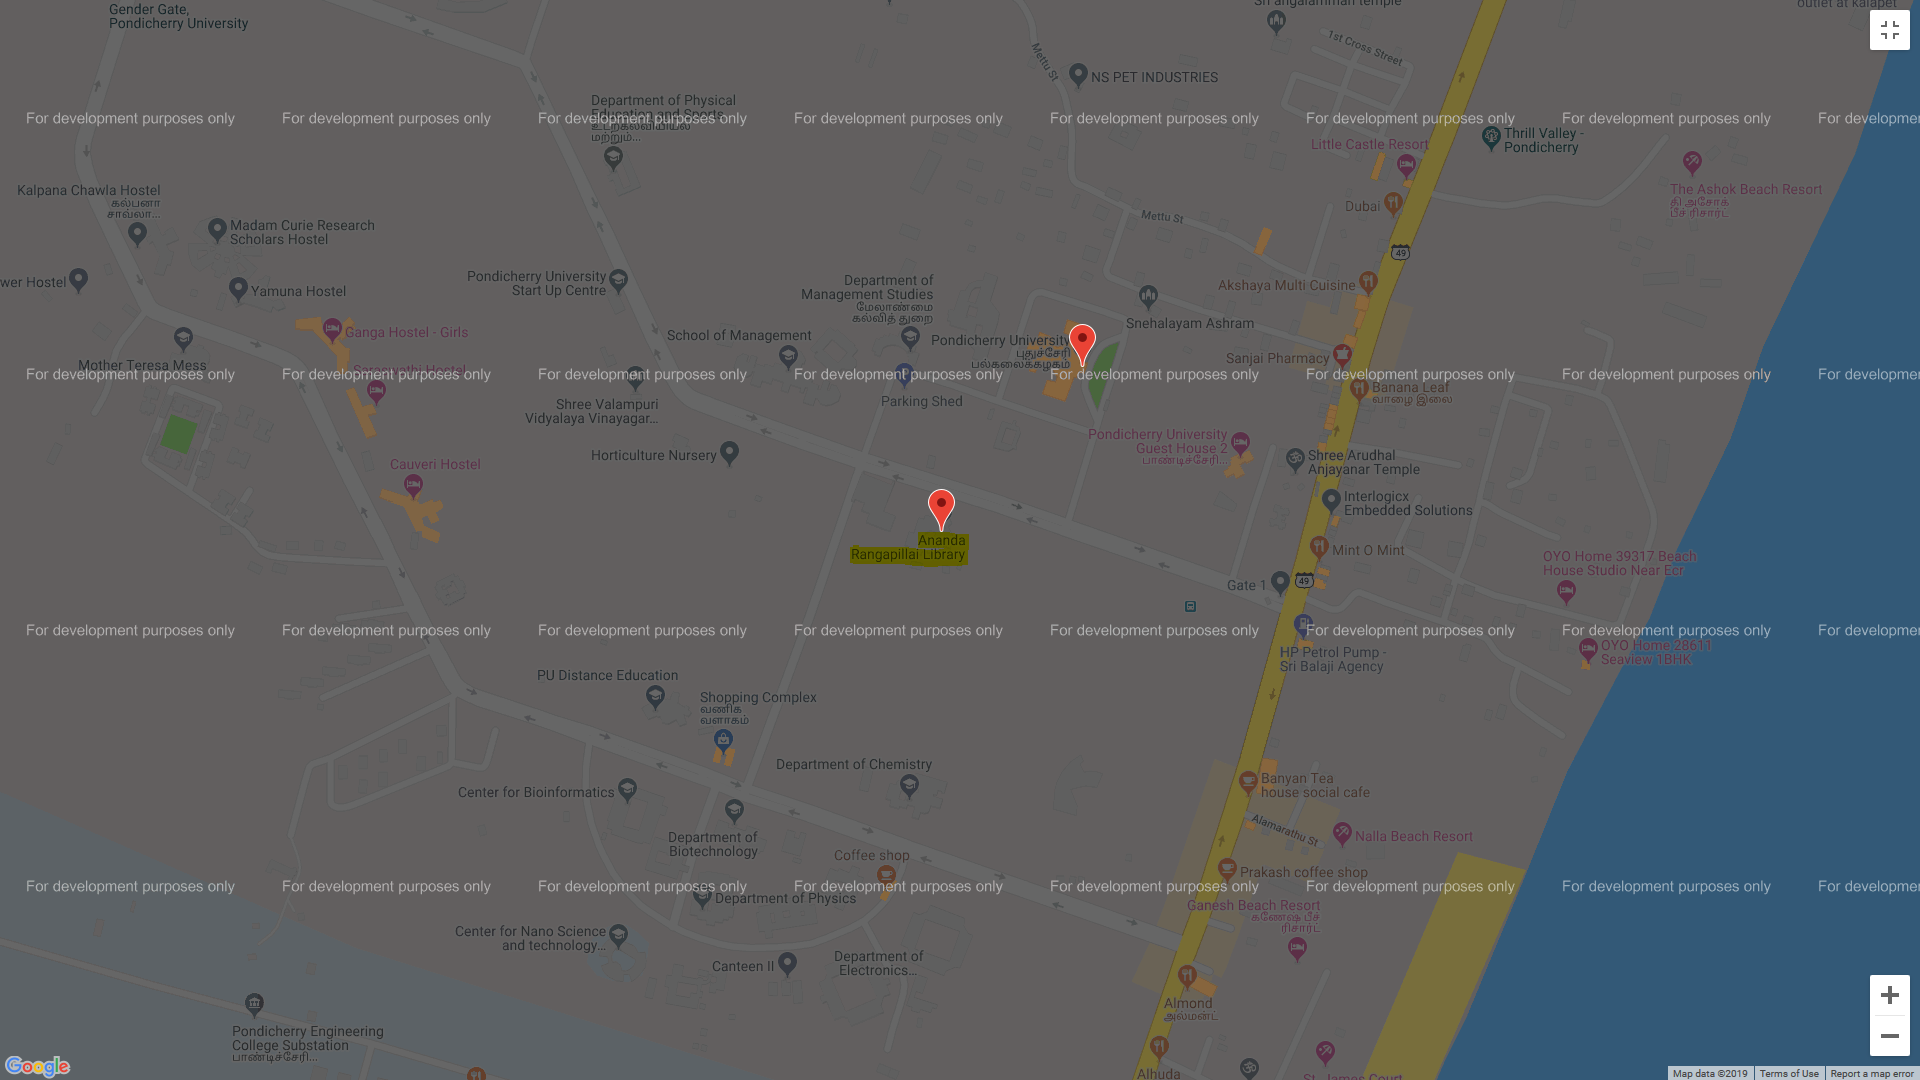 Gender Gate,
Pondicherry University
outlet at kalapet
Sri angalamman temple
1st Cross Street
Mettu St
NS PET INDUSTRIES
Department of Physical
Education and Sports
உடற்கல்வியியல்
மற்றும்...
For development purposes only For development purposes only For development purposes only For development purposes only For development purposes only For development purposes only For development purposes only For developme
Thrill Valley -
Pondicherry
Little Castle Resort
Kalpana Chawla Hostel
கல்பனா
சாவ்லா...
The Ashok Beach Resort
தி அசோக்
பீச் ரிசார்ட்
Dubai
Mettu St
Madam Curie Research
Scholars Hostel
49
Pondicherry University
Start Up Centre
wer Hostel
Yamuna Hostel
Department of
Management Studies
மேலாண்மை
கல்வித் துறை
Akshaya Multi Cuisine
Snehalayam Ashram
Ganga Hostel - Girls
School of Management
Pondicherry University
புதுச்சேரி
பல்கலைக்கழகம்
Sanjai Pharmacy
Mother Teresa Mess
Saraswathi Hostel
For development purposes only For development purposes only For development purposes only For development purposes only For development purposes only For development purposes only For development purposes only For developme
Banana Leaf
வாழை இலை
Parking Shed
Shree Valampuri
Vidyalaya Vinayagar...
Pondicherry University
Guest House 2
பாண்டிச்சேரி...
Horticulture Nursery
Shree Arudhal
Anjayanar Temple
Cauveri Hostel
Interlogicx
Embedded Solutions
Ananda
Rangapillai Library
Mint O Mint
OYO Home 39317 Beach
House Studio Near Ecr
Gate 1
49
For development purposes only For development purposes only For development purposes only For development purposes only For development purposes only For development purposes only For development purposes only For developme
HP Petrol Pump -
Sri Balaji Agency
OYO Home 28611
Seaview 1BHK
PU Distance Education
Shopping Complex
வணிக
வளாகம்
Department of Chemistry
Banyan Tea
house social cafe
Center for Bioinformatics
Alamarathu St
Nalla Beach Resort
Department of
Biotechnology
Coffee shop
Prakash coffee shop
For development purposes only For development purposes only For development purposes only For development purposes only For development purposes only For development purposes only For development purposes only For developme
Department of Physics
Ganesh Beach Resort
கணேஷ் பீச்
ரிசார்ட்
Center for Nano Science
and technology...
Canteen II
Department of
Electronics...
Almond
அல்மண்ட்
Pondicherry Engineering
College Substation
பாண்டிச்சேரி...
Alhuda
St. James Court
Google
Map data ©2019 Terms of Use Report a map error